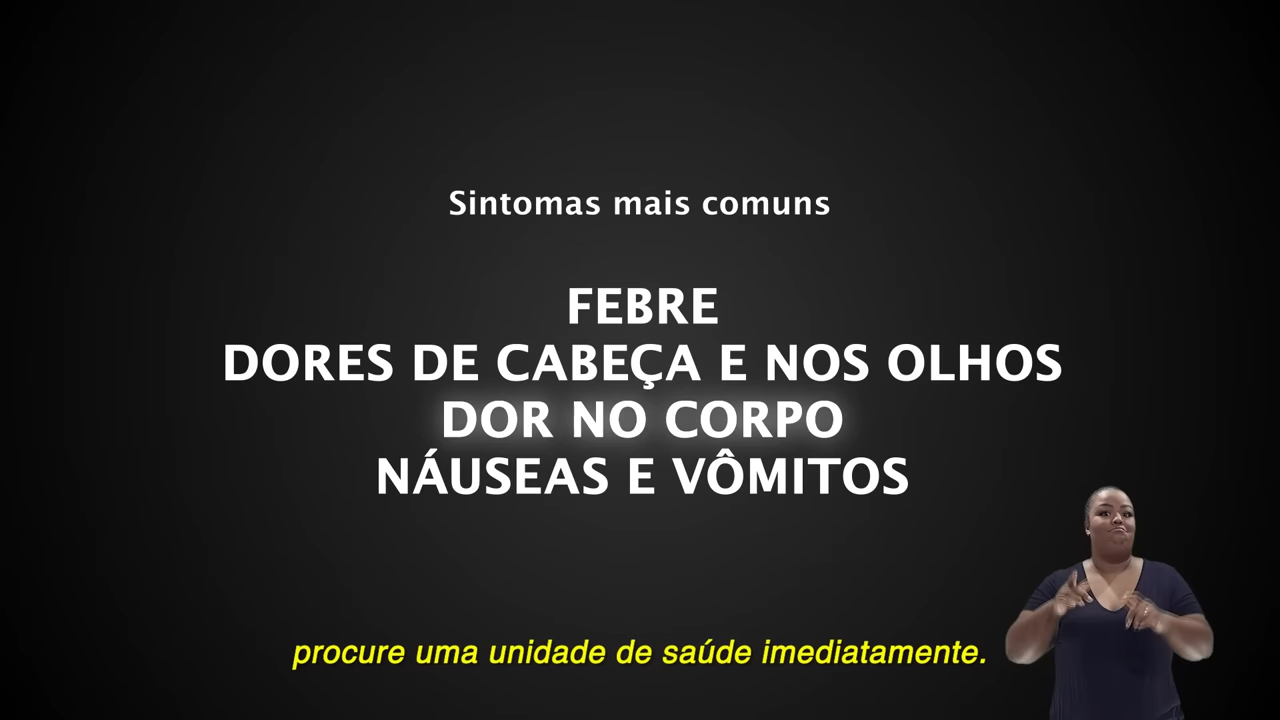 Sintomas mais comuns
FEBRE
DORES DE CABEÇA E NOS OLHOS
DOR NO CORPO
NÁUSEAS E VÔMITOS
procure uma unidade de saúde imediatamente.